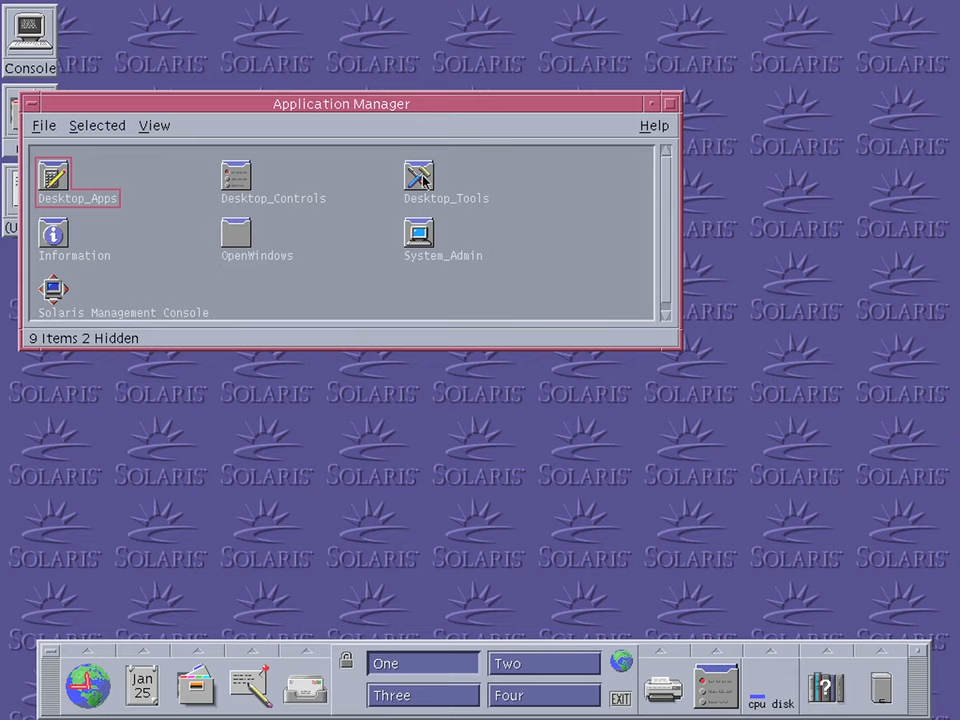 Console
Application Manager
File Selected View Help
Desktop_Apps Desktop_Controls Desktop_Tools
Information OpenWindows System_Admin
Solaris Management Console
9 Items 2 Hidden
SOLARIS
One Two
Jan
25
Three Four
EXIT
cpu disk
?